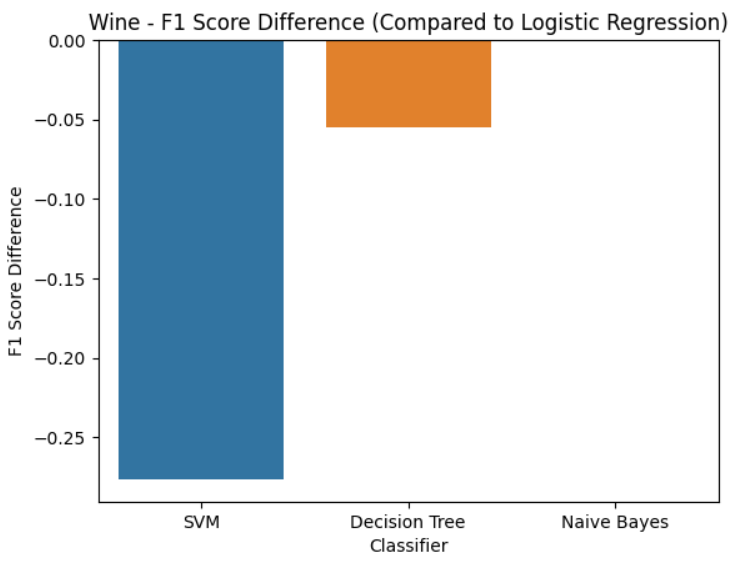 Wine - F1 Score Difference (Compared to Logistic Regression)
0.00
−0.05
−0.10
−0.15
−0.20
−0.25
F1 Score Difference
SVM
Decision Tree
Naive Bayes
Classifier